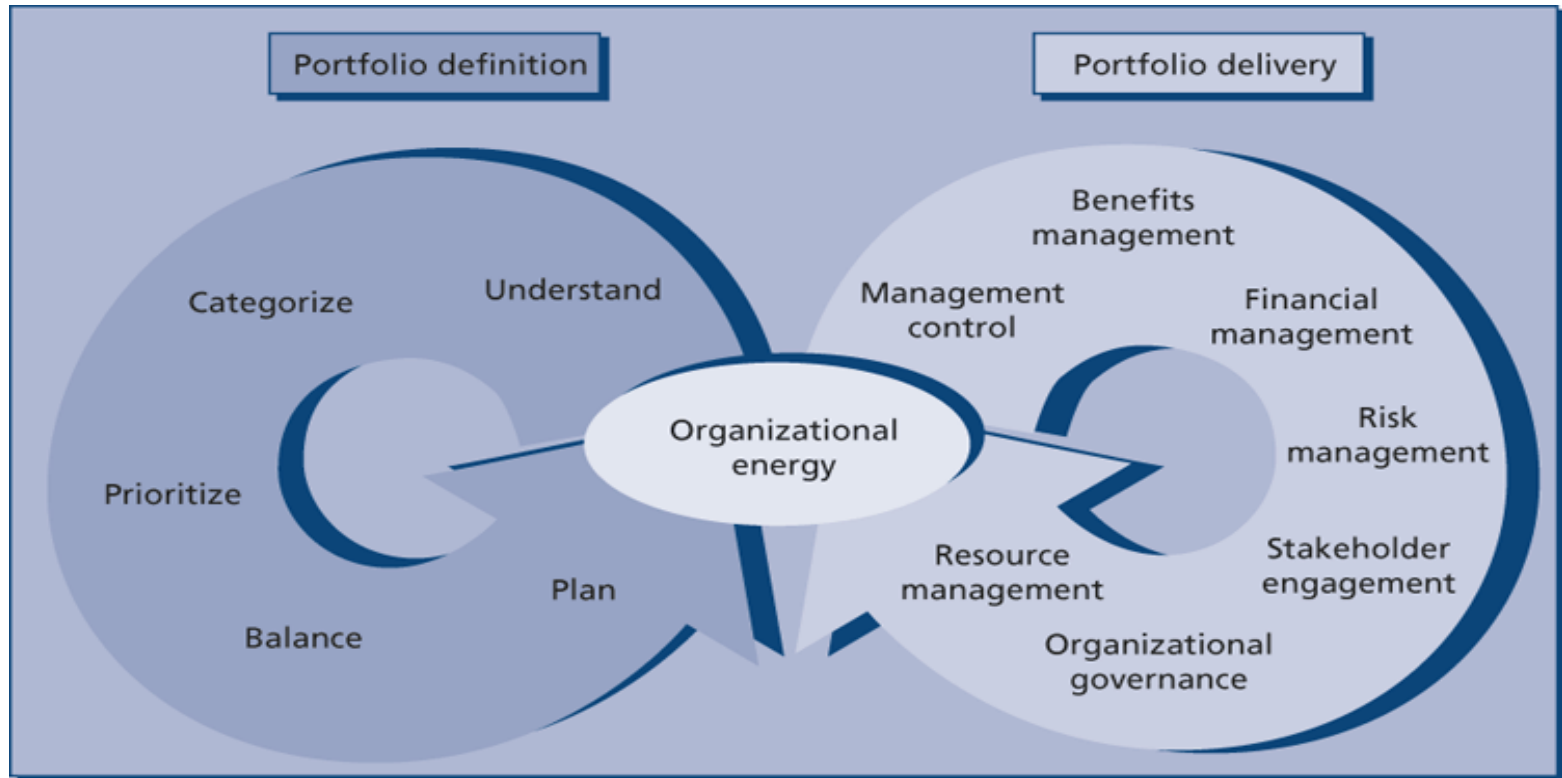 Portfolio definition
Portfolio delivery
Understand
Categorize
Prioritize
Balance
Plan
Organizational
energy
Management
control
Benefits
management
Financial
management
Risk
management
Stakeholder
engagement
Organizational
governance
Resource
management